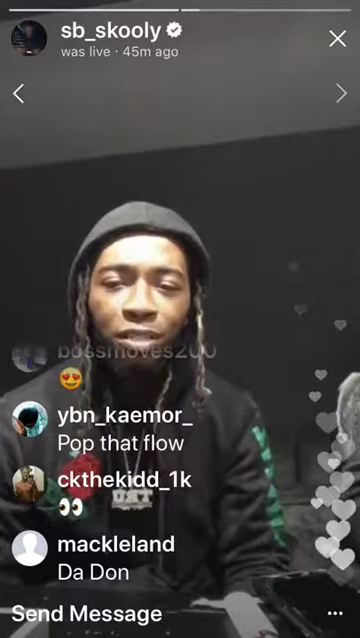 sb_skooly
was live · 45m ago
bossmoves200
😍
ybn_kaemor_
Pop that flow
ckthekidd_1k
👀
mackleland
Da Don
Send Message